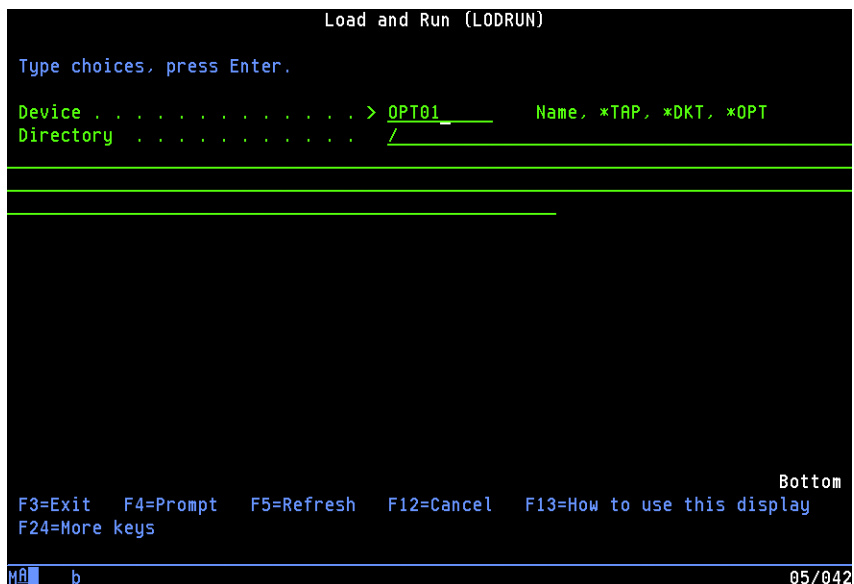 Load and Run (LODRUN)
Type choices, press Enter.
Device . . . . . . . . . . . . . > OPT01 Name, *TAP, *DKT, *OPT
Directory . . . . . . . . . . . /
Bottom
F3=Exit F4=Prompt F5=Refresh F12=Cancel F13=How to use this display
F24=More keys
MA b 05/042